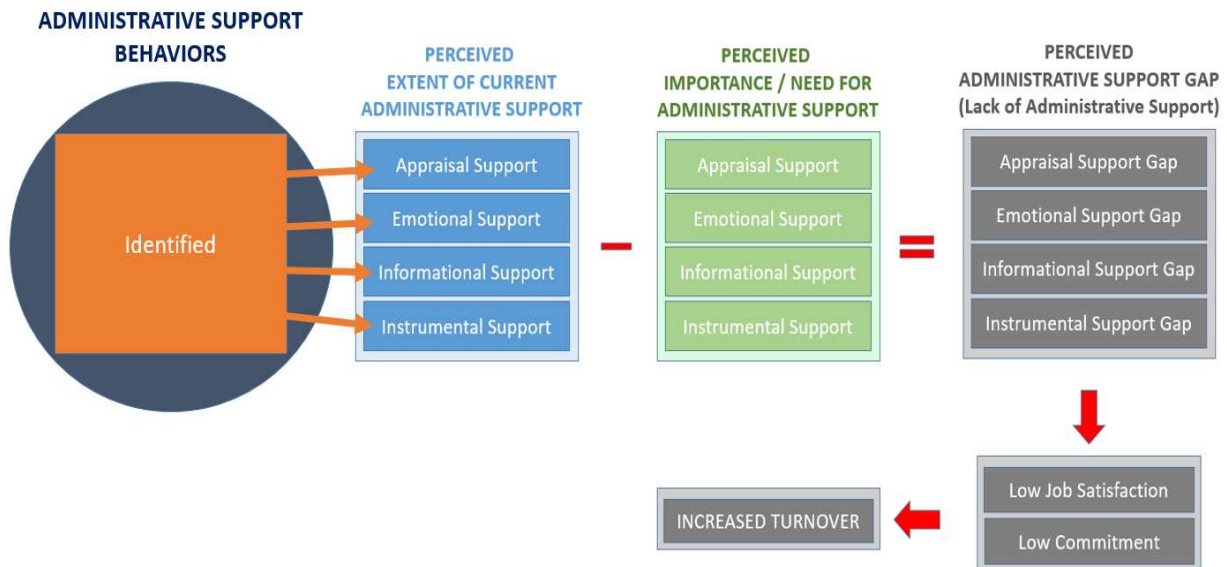 ADMINISTRATIVE SUPPORT
BEHAVIORS
Identified
PERCEIVED
EXTENT OF CURRENT
ADMINISTRATIVE SUPPORT
Appraisal Support
Emotional Support
Informational Support
Instrumental Support
PERCEIVED
IMPORTANCE / NEED FOR
ADMINISTRATIVE SUPPORT
Appraisal Support
Emotional Support
Informational Support
Instrumental Support
PERCEIVED
ADMINISTRATIVE SUPPORT GAP
(Lack of Administrative Support)
Appraisal Support Gap
Emotional Support Gap
Informational Support Gap
Instrumental Support Gap
Low Job Satisfaction
Low Commitment
INCREASED TURNOVER